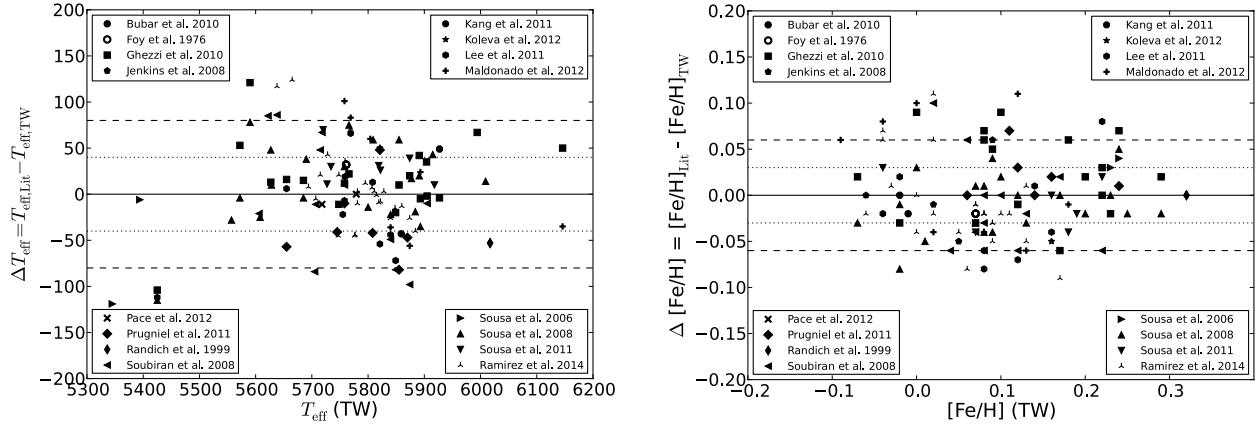 200
150
100
50
0
−50
−100
−150
−200
5300
5400
5500
5600
5700
5800
5900
6000
6100
6200
T_eff (TW)
ΔT_eff = T_eff,Lit − T_eff,TW
Bubar et al. 2010
Foy et al. 1976
Ghezzi et al. 2010
Jenkins et al. 2008
Kang et al. 2011
Koleva et al. 2012
Lee et al. 2011
Maldonado et al. 2012
Pace et al. 2012
Prugniel et al. 2011
Randich et al. 1999
Soubiran et al. 2008
Sousa et al. 2006
Sousa et al. 2008
Sousa et al. 2011
Ramirez et al. 2014
0.20
0.15
0.10
0.05
0.00
−0.05
−0.10
−0.15
−0.20
−0.2
−0.1
0.0
0.1
0.2
0.3
[Fe/H] (TW)
Δ [Fe/H] = [Fe/H]_Lit - [Fe/H]_TW
Bubar et al. 2010
Foy et al. 1976
Ghezzi et al. 2010
Jenkins et al. 2008
Kang et al. 2011
Koleva et al. 2012
Lee et al. 2011
Maldonado et al. 2012
Pace et al. 2012
Prugniel et al. 2011
Randich et al. 1999
Soubiran et al. 2008
Sousa et al. 2006
Sousa et al. 2008
Sousa et al. 2011
Ramirez et al. 2014